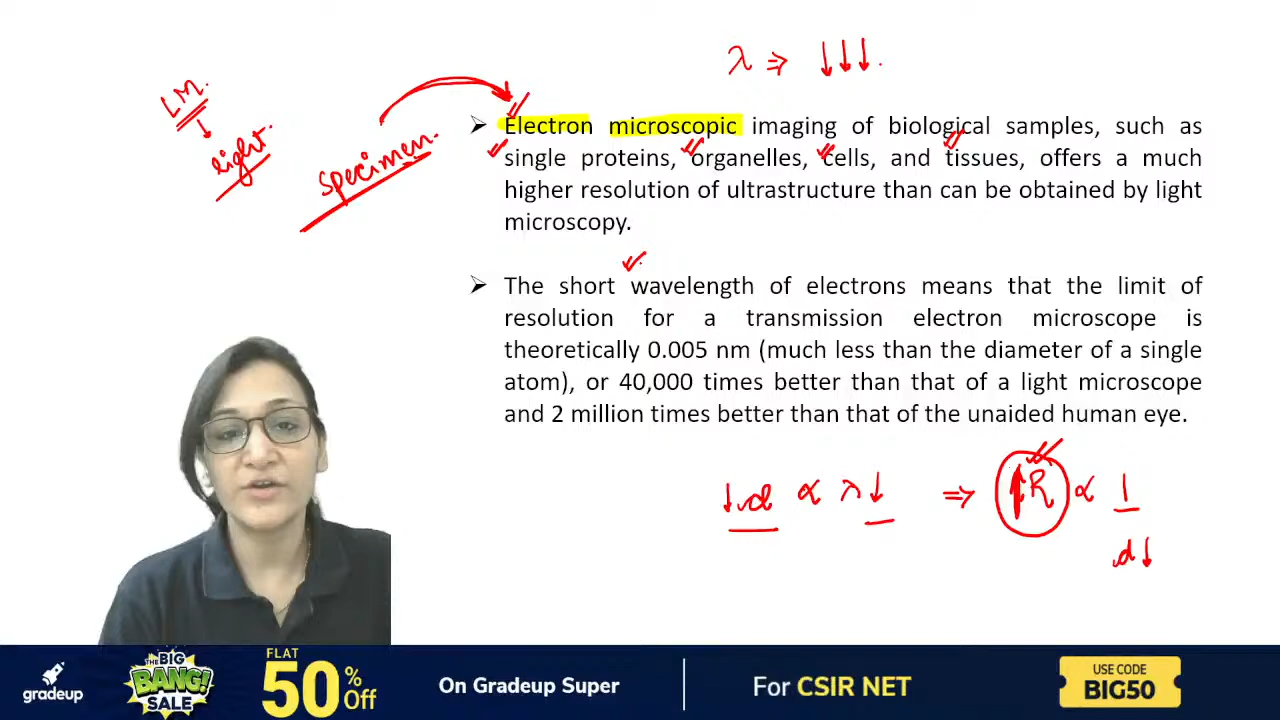 λ ⇒ ↓↓↓.
LM.
↓
light.
specimen.
➢ Electron microscopic imaging of biological samples, such as
single proteins, organelles, cells, and tissues, offers a much
higher resolution of ultrastructure than can be obtained by light
microscopy.
➢ The short wavelength of electrons means that the limit of
resolution for a transmission electron microscope is
theoretically 0.005 nm (much less than the diameter of a single
atom), or 40,000 times better than that of a light microscope
and 2 million times better than that of the unaided human eye.
↓d ∝ λ↓ ⇒ ↑R ∝ 1
d↓
gradeup
THE BIG
BANG!
SALE
FLAT
50% Off
On Gradeup Super
For CSIR NET
USE CODE
BIG50